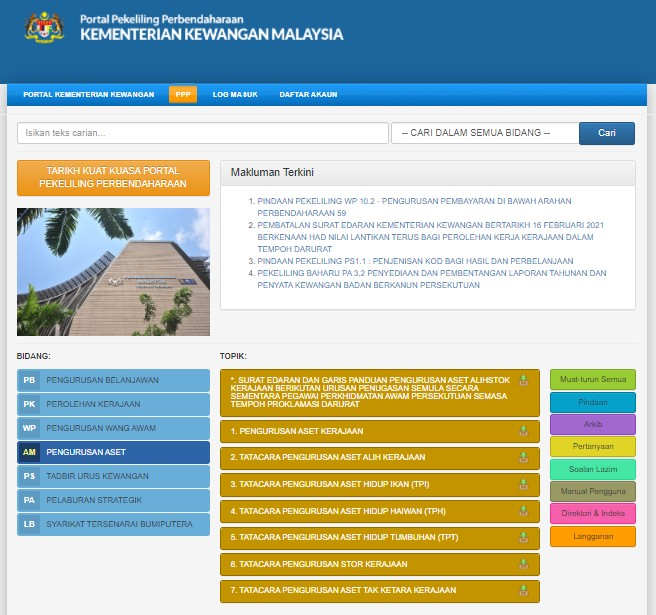 Portal Pekeliling Perbendaharaan
KEMENTERIAN KEWANGAN MALAYSIA
PORTAL KEMENTERIAN KEWANGAN
PPP
LOG MASUK
DAFTAR AKAUN
Isikan teks carian...
-- CARI DALAM SEMUA BIDANG --
Cari
TARIKH KUAT KUASA PORTAL
PEKELILING PERBENDAHARAAN
Makluman Terkini
1. PINDAAN PEKELILING WP 10.2 - PENGURUSAN PEMBAYARAN DI BAWAH ARAHAN
PERBENDAHARAAN 59
2. PEMBATALAN SURAT EDARAN KEMENTERIAN KEWANGAN BERTARIKH 16 FEBRUARI 2021
BERKENAAN HAD NILAI LANTIKAN TERUS BAGI PEROLEHAN KERJA KERAJAAN DALAM
TEMPOH DARURAT
3. PINDAAN PEKELILING PS1.1 : PENJENISAN KOD BAGI HASIL DAN PERBELANJAAN
4. PEKELILING BAHARU PA 3.2 PENYEDIAAN DAN PEMBENTANGAN LAPORAN TAHUNAN DAN
PENYATA KEWANGAN BADAN BERKANUN PERSEKUTUAN
BIDANG:
PB PENGURUSAN BELANJAWAN
PK PEROLEHAN KERAJAAN
WP PENGURUSAN WANG AWAM
AM PENGURUSAN ASET
PS TADBIR URUS KEWANGAN
PA PELABURAN STRATEGIK
LB SYARIKAT TERSENARAI BUMIPUTERA
TOPIK:
*. SURAT EDARAN DAN GARIS PANDUAN PENGURUSAN ASET ALIHSTOK
KERAJAAN BERIKUTAN URUSAN PENUGASAN SEMULA SECARA
SEMENTARA PEGAWAI PERKHIDMATAN AWAM PERSEKUTUAN SEMASA
TEMPOH PROKLAMASI DARURAT
1. PENGURUSAN ASET KERAJAAN
2. TATACARA PENGURUSAN ASET ALIH KERAJAAN
3. TATACARA PENGURUSAN ASET HIDUP IKAN (TPI)
4. TATACARA PENGURUSAN ASET HIDUP HAIWAN (TPH)
5. TATACARA PENGURUSAN ASET HIDUP TUMBUHAN (TPT)
6. TATACARA PENGURUSAN STOR KERAJAAN
7. TATACARA PENGURUSAN ASET TAK KETARA KERAJAAN
Muat-turun Semua
Pindaan
Arkib
Pertanyaan
Soalan Lazim
Manual Pengguna
Direktori & Indeks
Langganan